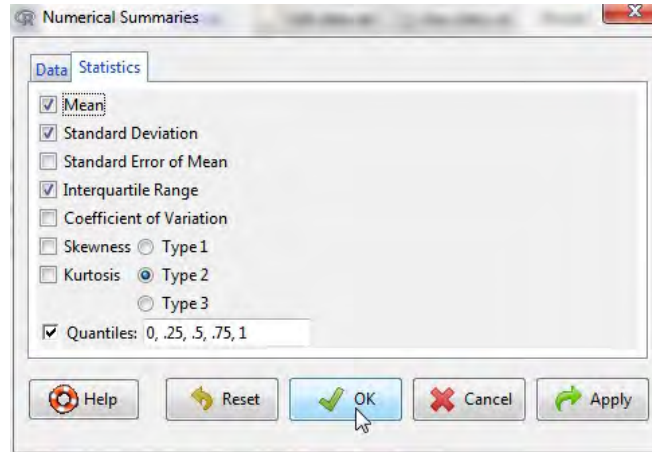 Numerical Summaries
Data Statistics
Mean
Standard Deviation
Standard Error of Mean
Interquartile Range
Coefficient of Variation
Skewness Type 1
Kurtosis Type 2
Type 3
Quantiles: 0, .25, .5, .75, 1
Help Reset OK Cancel Apply